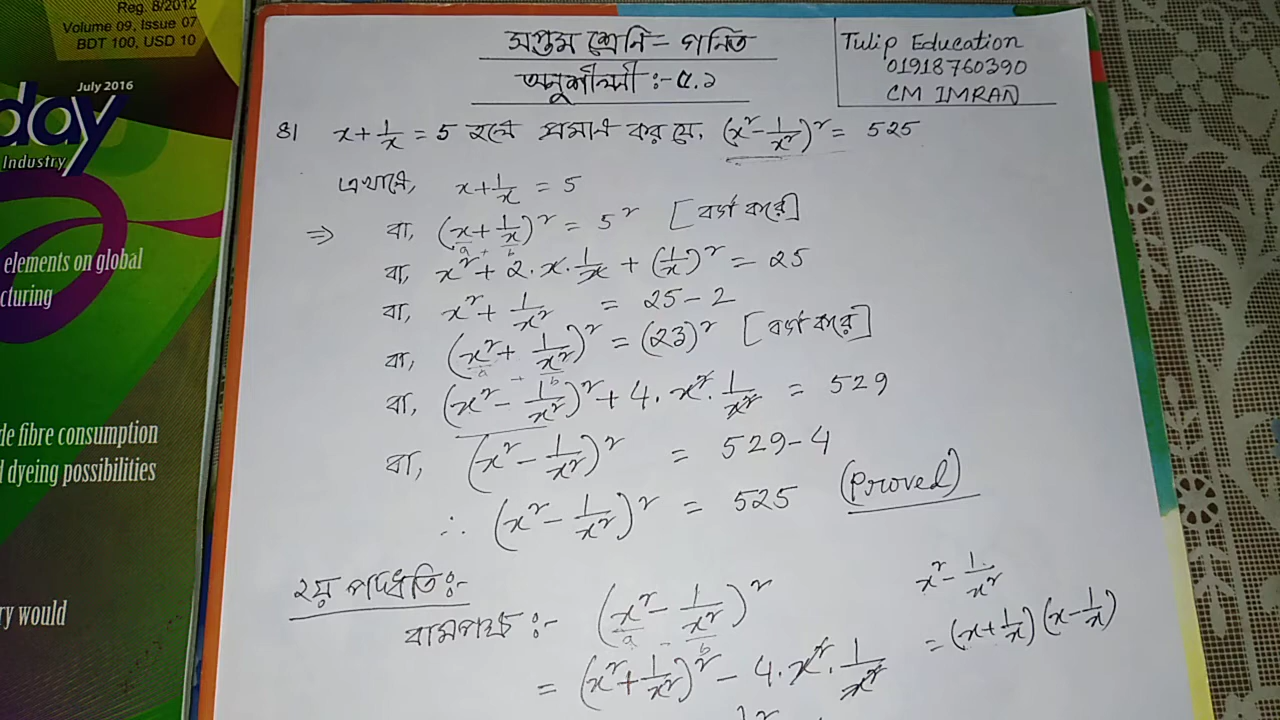 Reg. 8/2012
Volume 09, Issue 07
BDT 100, USD 10
July 2016
day
Industry
elements on global
cturing
de fibre consumption
d dyeing possibilities
ry would
সপ্তম শ্রেনি - গনিত
অনুশীলনী :- ৫.১
Tulip Education
01918760390
CM IMRAN
৪। x + 1/x = 5 হলে প্রমান কর যে, (x² - 1/x²)² = 525
এখানে, x + 1/x = 5
⇒ বা, (x + 1/x)² = 5² [বর্গ করে]
a + b
বা, x² + 2. x. 1/x + (1/x)² = 25
বা, x² + 1/x² = 25 - 2
বা, (x² + 1/x²)² = (23)² [বর্গ করে]
a + b
বা, (x² - 1/x²)² + 4. x². 1/x² = 529
বা, (x² - 1/x²)² = 529 - 4
∴ (x² - 1/x²)² = 525 (Proved)
২য় পদ্ধতি :-
বামপক্ষ :- (x² - 1/x²)²
a - b
= (x² + 1/x²)² - 4. x². 1/x²
x² - 1/x²
= (x + 1/x) (x - 1/x)